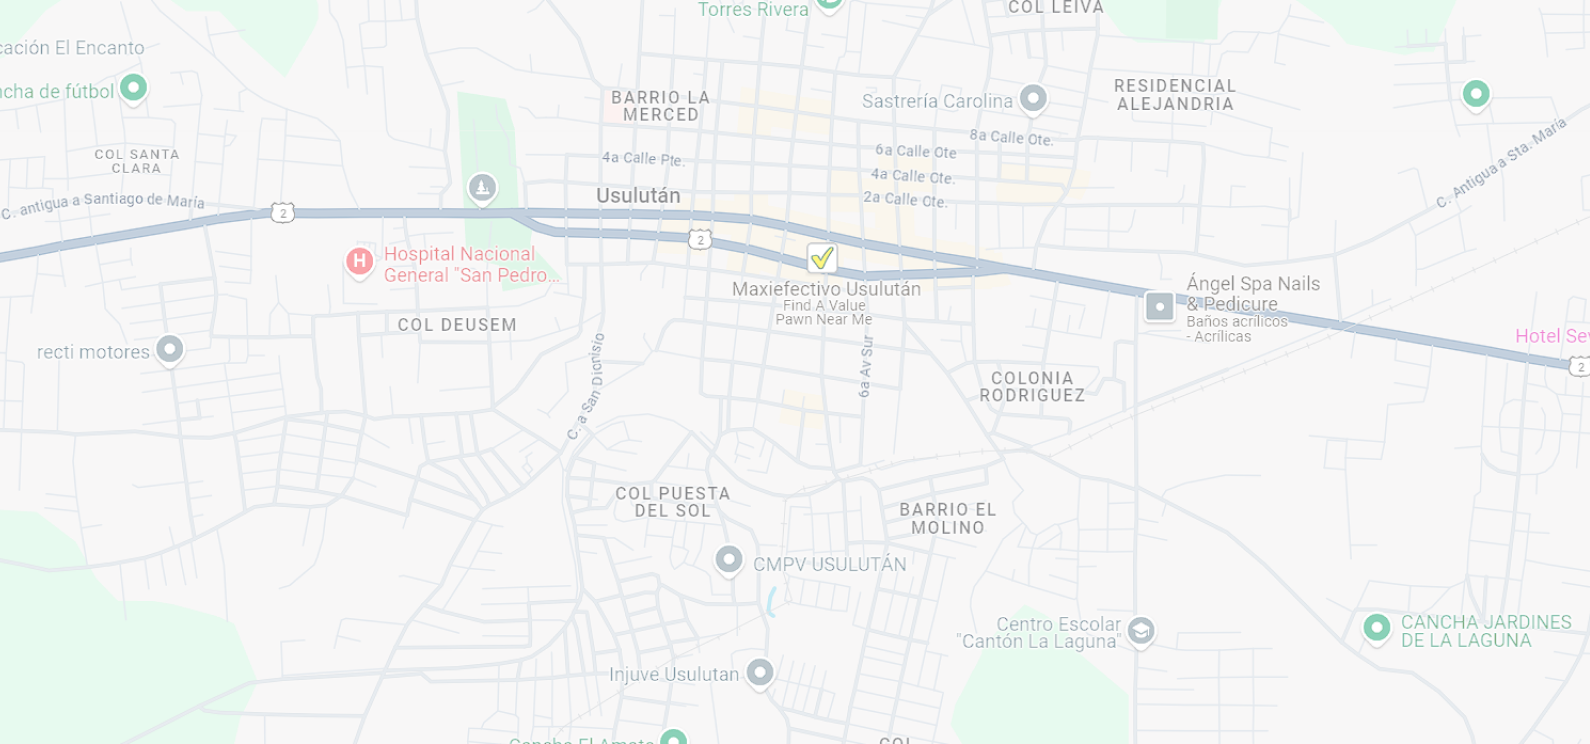 Torres Rivera
COL LEIVA
cación El Encanto
ncha de fútbol
BARRIO LA
MERCED
Sastrería Carolina
RESIDENCIAL
ALEJANDRIA
8a Calle Ote.
6a Calle Ote
4a Calle Ote.
2a Calle Ote.
4a Calle Pte.
COL SANTA
CLARA
C. antigua a Santiago de María
C. Antigua a Sta. María
Usulután
2
2
Hospital Nacional
General "San Pedro...
Maxiefectivo Usulután
Find A Value
Pawn Near Me
Ángel Spa Nails
& Pedicure
Baños acrílicos
- Acrílicas
Hotel Sev
2
COL DEUSEM
recti motores
C. a San Dionisio
6a Av Sur
COLONIA
RODRIGUEZ
COL PUESTA
DEL SOL
BARRIO EL
MOLINO
CMPV USULUTÁN
Centro Escolar
"Cantón La Laguna"
CANCHA JARDINES
DE LA LAGUNA
Injuve Usulutan
Cancha El Amate
COL